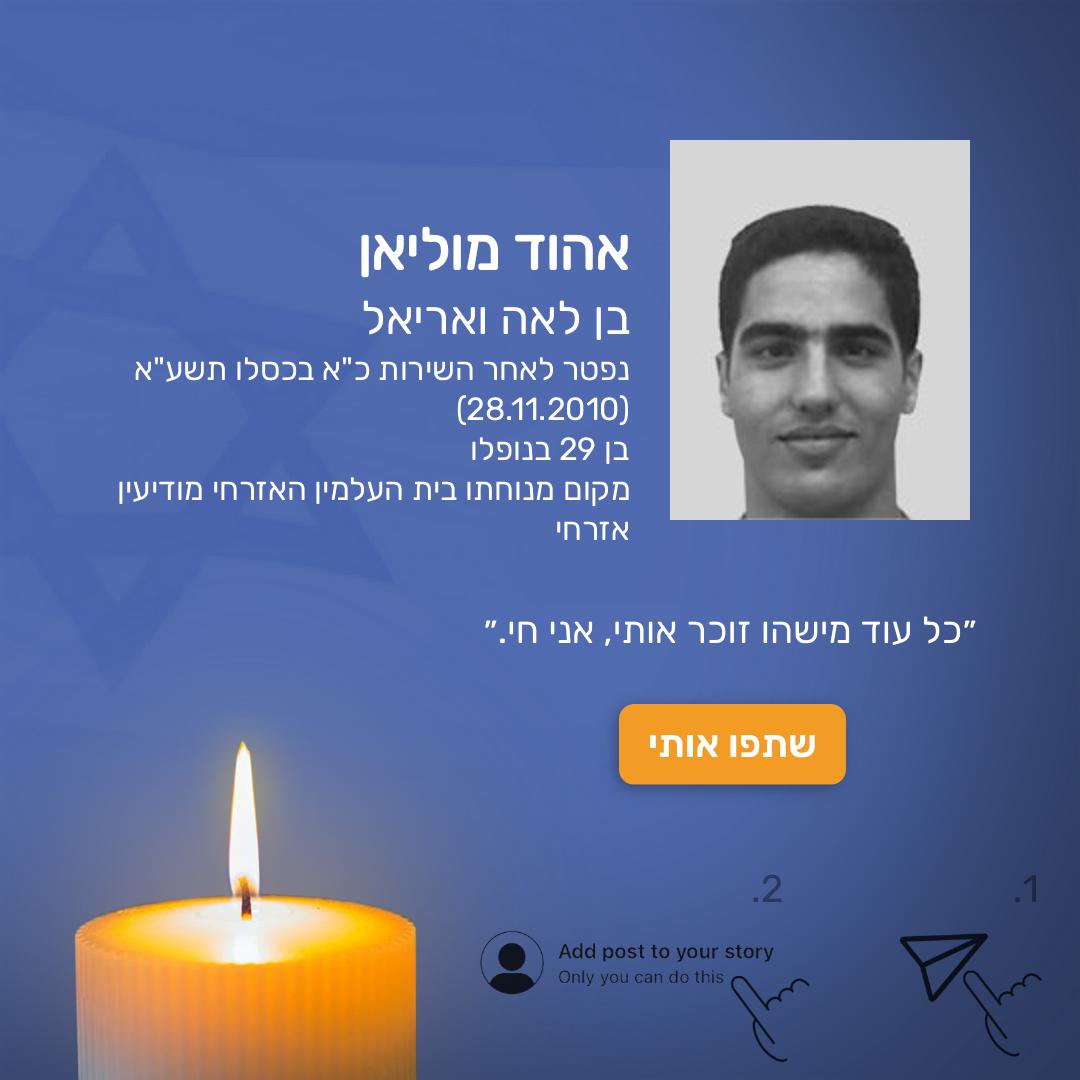 אהוד מוליאן
בן לאה ואריאל
נפטר לאחר השירות כ"א בכסלו תשע"א
(28.11.2010)
בן 29 בנופלו
מקום מנוחתו בית העלמין האזרחי מודיעין
אזרחי
״כל עוד מישהו זוכר אותי, אני חי.״
שתפו אותי
1.
2.
Add post to your story
Only you can do this